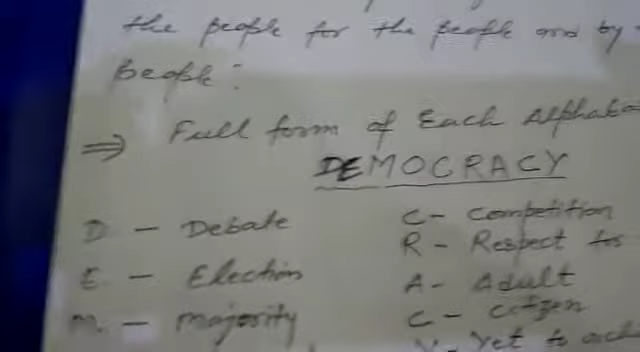 the people for the people and by
People:
⇒ Full form of Each Alphabe
DEMOCRACY
D - Debate
E - Election
M - Majority
C - Competition
R - Respect for
A - Adult
C - Citizen
Y - Yet to